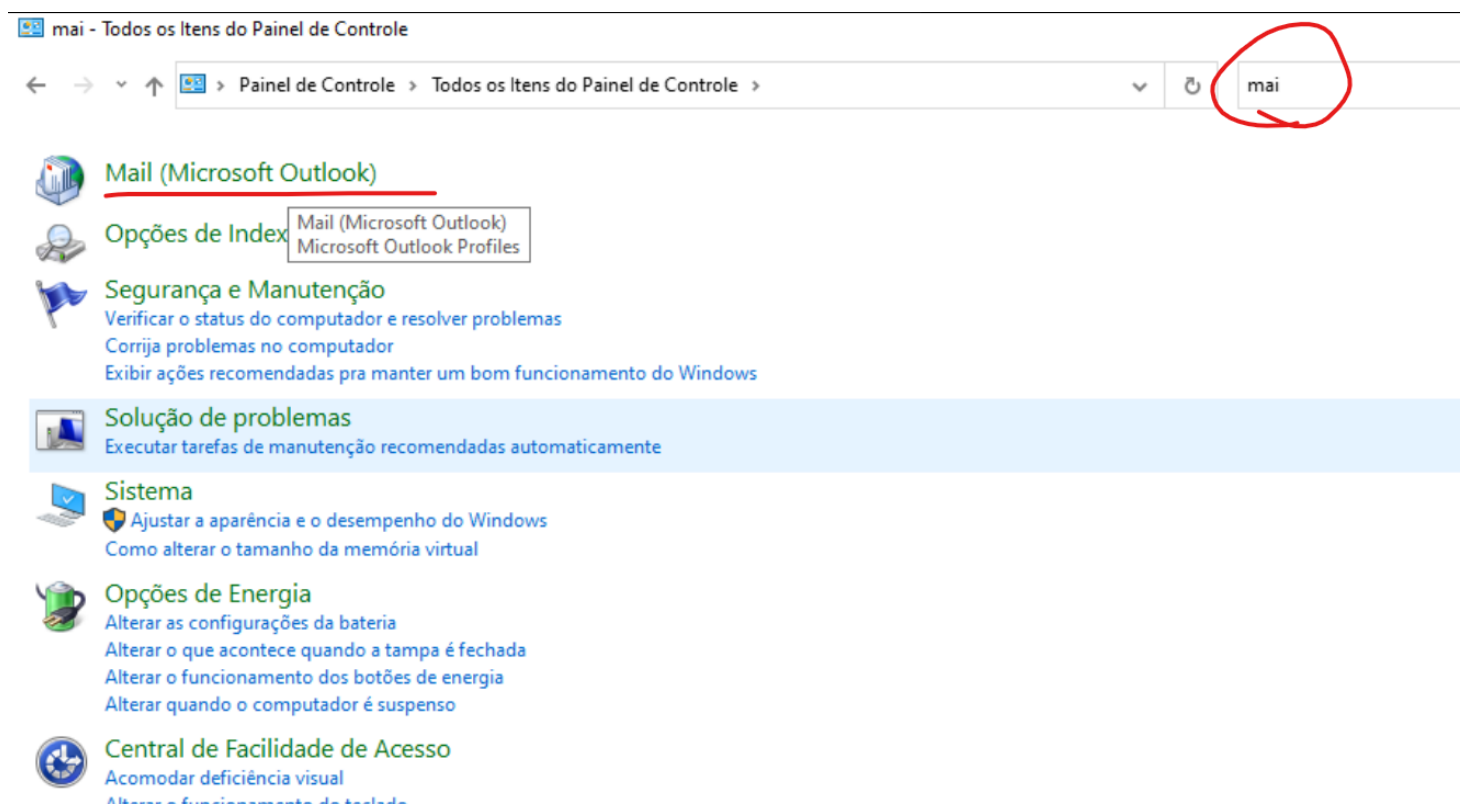 mai - Todos os Itens do Painel de Controle
Painel de Controle > Todos os Itens do Painel de Controle >
mai
Mail (Microsoft Outlook)
Mail (Microsoft Outlook)
Microsoft Outlook Profiles
Opções de Index
Segurança e Manutenção
Verificar o status do computador e resolver problemas
Corrija problemas no computador
Exibir ações recomendadas pra manter um bom funcionamento do Windows
Solução de problemas
Executar tarefas de manutenção recomendadas automaticamente
Sistema
Ajustar a aparência e o desempenho do Windows
Como alterar o tamanho da memória virtual
Opções de Energia
Alterar as configurações da bateria
Alterar o que acontece quando a tampa é fechada
Alterar o funcionamento dos botões de energia
Alterar quando o computador é suspenso
Central de Facilidade de Acesso
Acomodar deficiência visual
Alterar o funcionamento do teclado